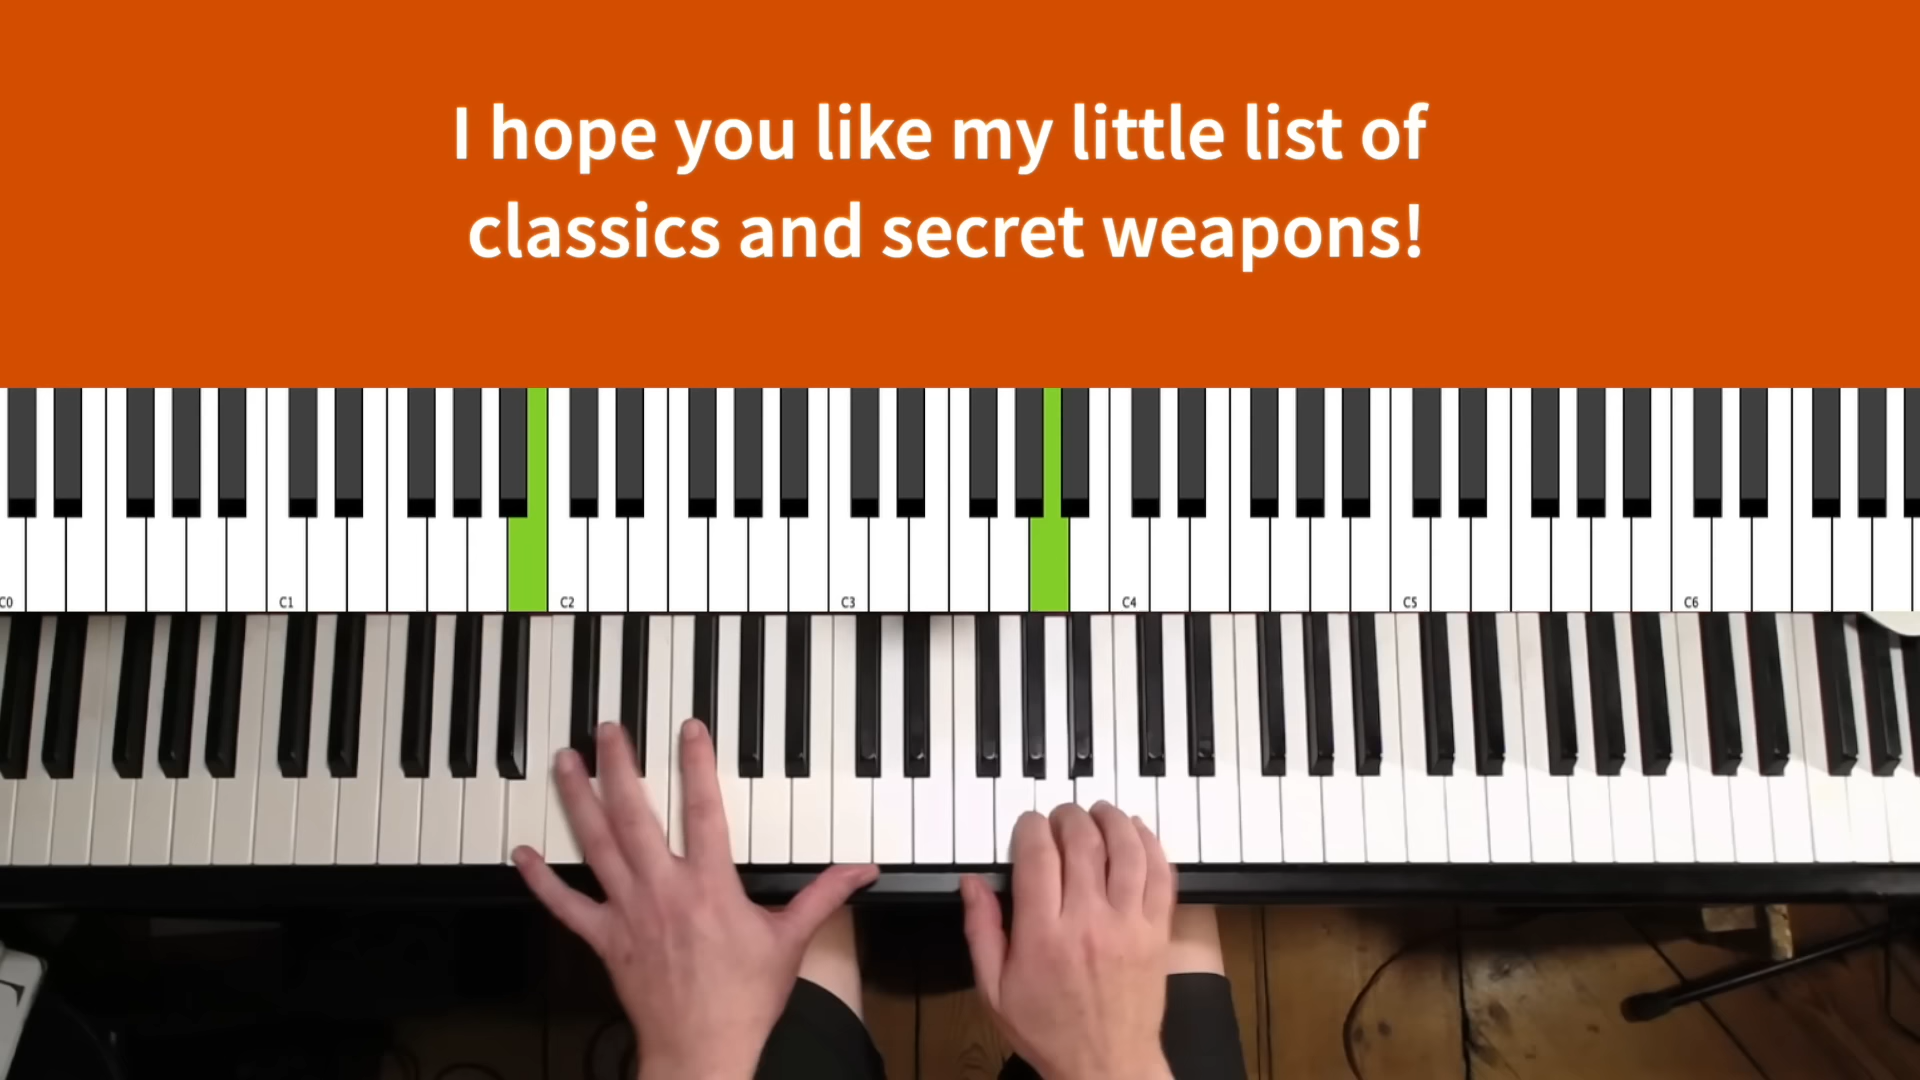 I hope you like my little list of
classics and secret weapons!
C0 C1 C2 C3 C4 C5 C6